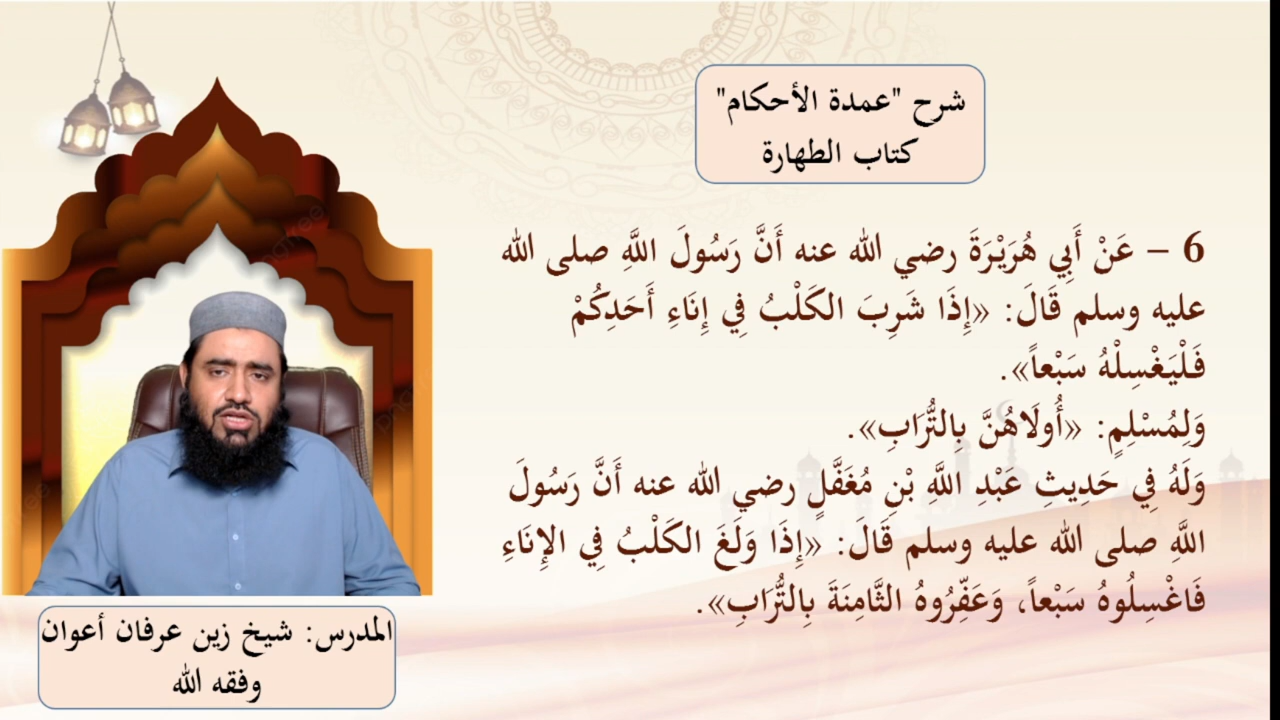 شرح "عمدة الأحكام"
كتاب الطهارة
6 – عَنْ أَبِي هُرَيْرَةَ رضي الله عنه أَنَّ رَسُولَ اللَّهِ صلى الله
عليه وسلم قَالَ: «إِذَا شَرِبَ الكَلْبُ فِي إِنَاءِ أَحَدِكُمْ
فَلْيَغْسِلْهُ سَبْعاً».
وَلِمُسْلِمٍ: «أُولَاهُنَّ بِالتُّرَابِ».
وَلَهُ فِي حَدِيثِ عَبْدِ اللَّهِ بْنِ مُغَفَّلٍ رضي الله عنه أَنَّ رَسُولَ
اللَّهِ صلى الله عليه وسلم قَالَ: «إِذَا وَلَغَ الكَلْبُ فِي الإِنَاءِ
فَاغْسِلُوهُ سَبْعاً، وَعَفِّرُوهُ الثَّامِنَةَ بِالتُّرَابِ».
المدرس: شيخ زين عرفان أعوان
وفقه الله